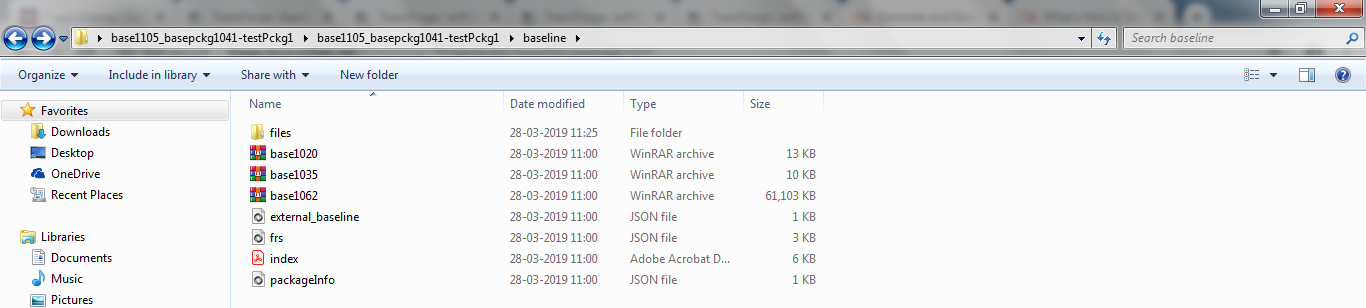 base1105_basepckg1041-testPckg1 base1105_basepckg1041-testPckg1 baseline Search baseline
Organize Include in library Share with New folder
Favorites
Downloads
Desktop
OneDrive
Recent Places
Libraries
Documents
Music
Pictures
Name Date modified Type Size
files 28-03-2019 11:25 File folder
base1020 28-03-2019 11:00 WinRAR archive 13 KB
base1035 28-03-2019 11:00 WinRAR archive 10 KB
base1062 28-03-2019 11:00 WinRAR archive 61,103 KB
external_baseline 28-03-2019 11:00 JSON file 1 KB
frs 28-03-2019 11:00 JSON file 3 KB
index 28-03-2019 11:00 Adobe Acrobat D... 6 KB
packageInfo 28-03-2019 11:00 JSON file 1 KB